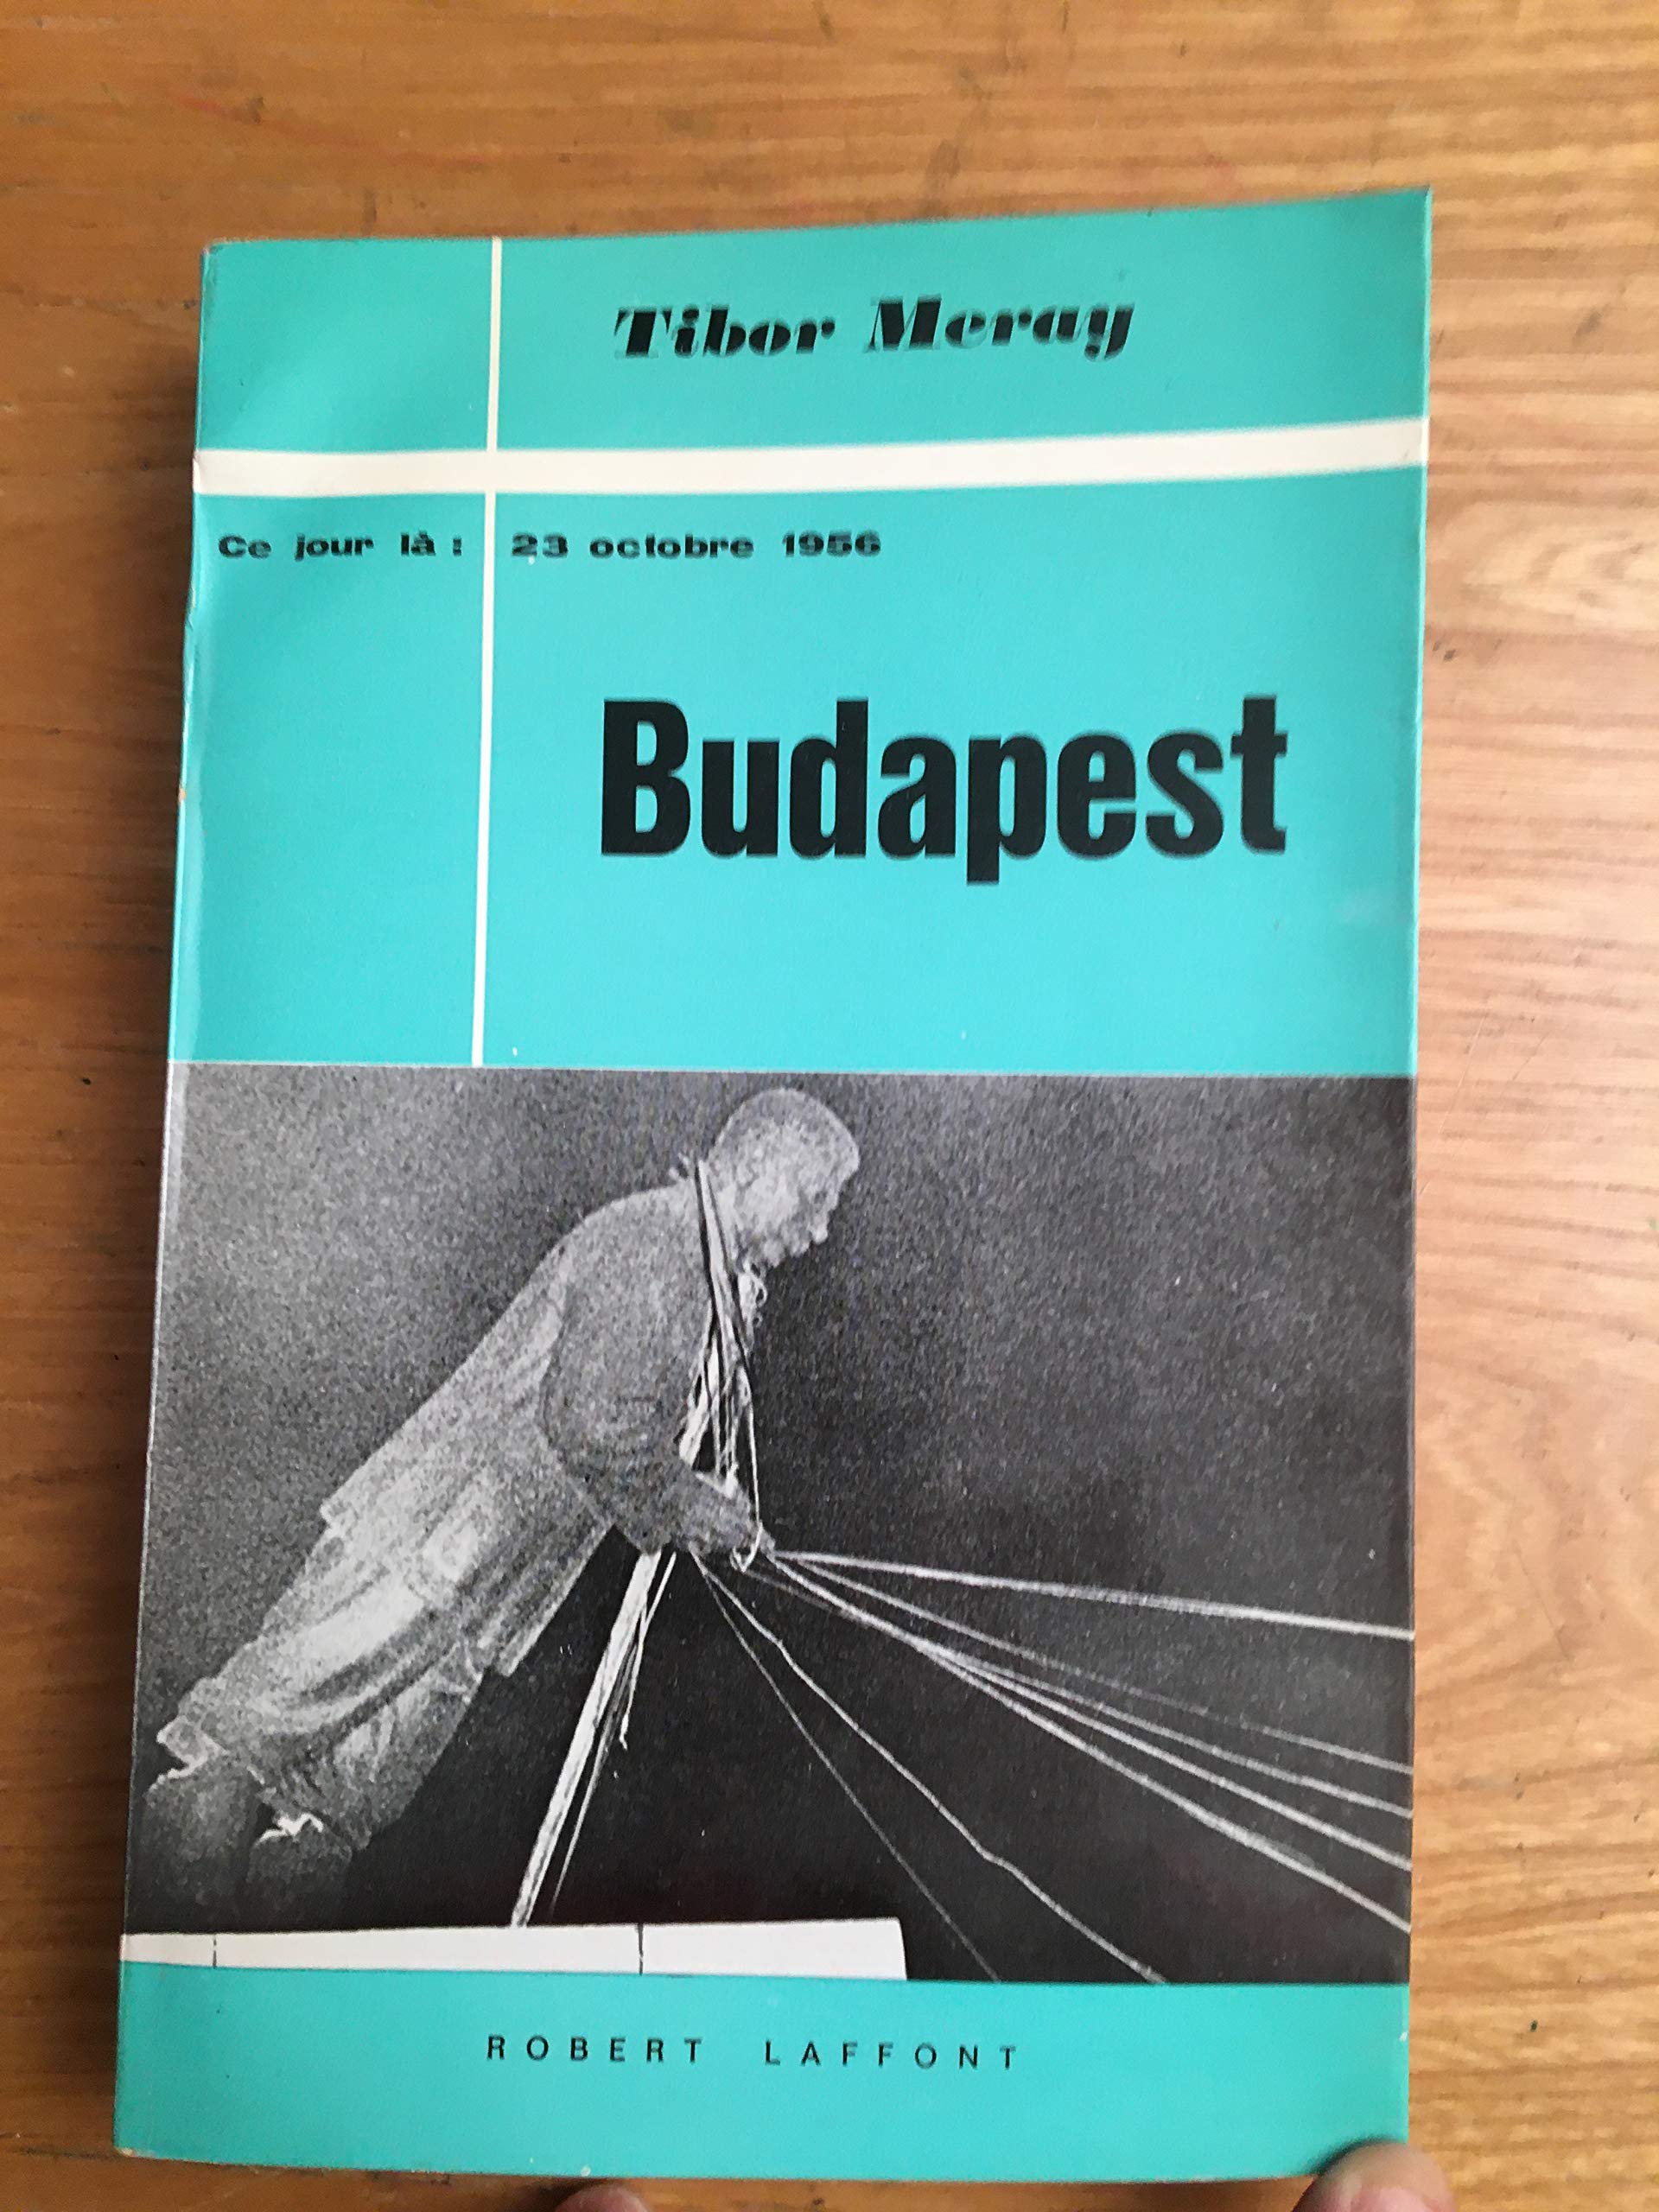 Tibor Meray
Ce jour là : 23 octobre 1956
Budapest
ROBERT LAFFONT